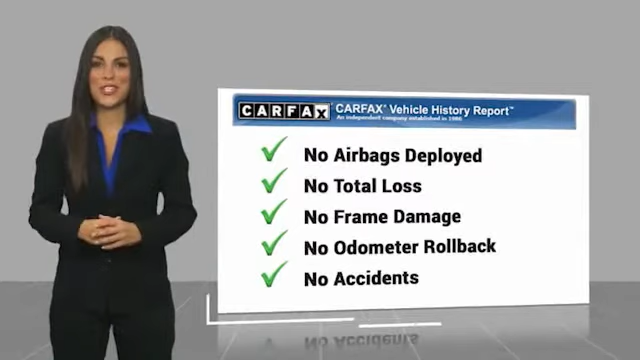 CARFAX CARFAX® Vehicle History Report™
An independent company established in 1986
No Airbags Deployed
No Total Loss
No Frame Damage
No Odometer Rollback
No Accidents